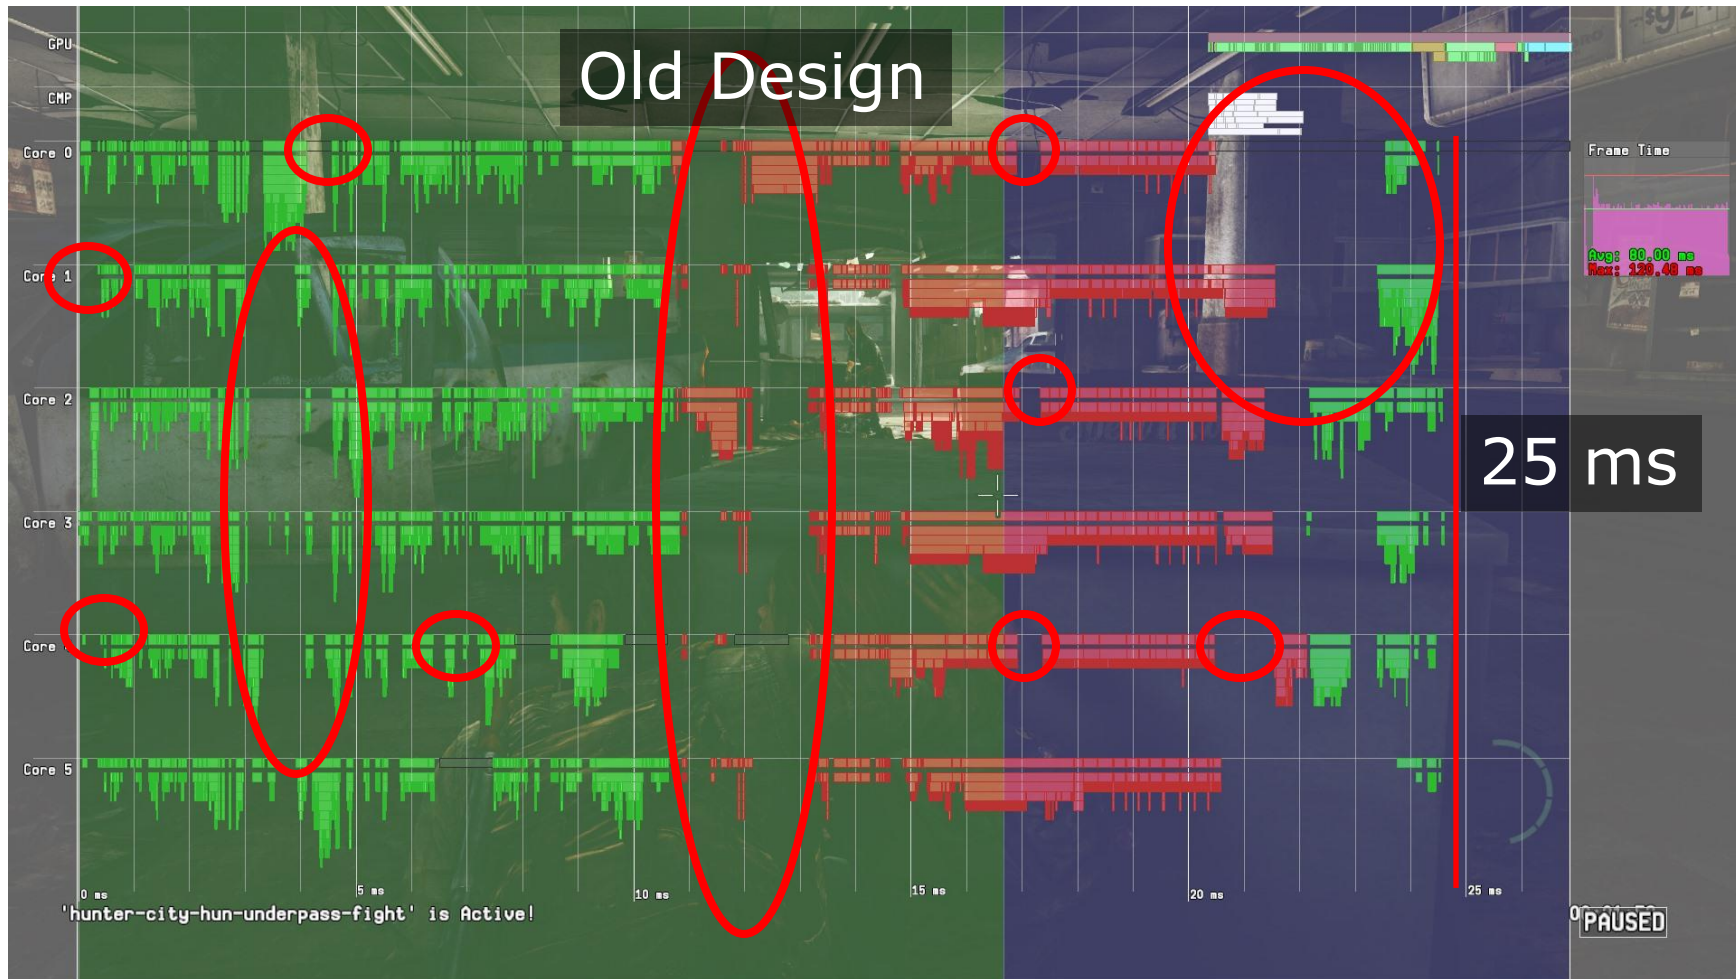 Old Design
GPU
CMP
Core 0
Frame Time
Avg: 80.00 ms
Max: 120.48 ms
Core 1
Core 2
25 ms
Core 3
Core
Core 5
0 ms
5 ms
10 ms
15 ms
20 ms
25 ms
'hunter-city-hun-underpass-fight' is Active!
PAUSED